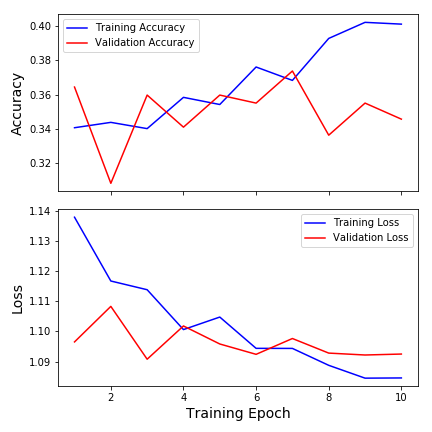 0.40
0.38
0.36
0.34
0.32
Accuracy
Training Accuracy
Validation Accuracy
1.14
1.13
1.12
1.11
1.10
1.09
Loss
Training Loss
Validation Loss
2
4
6
8
10
Training Epoch